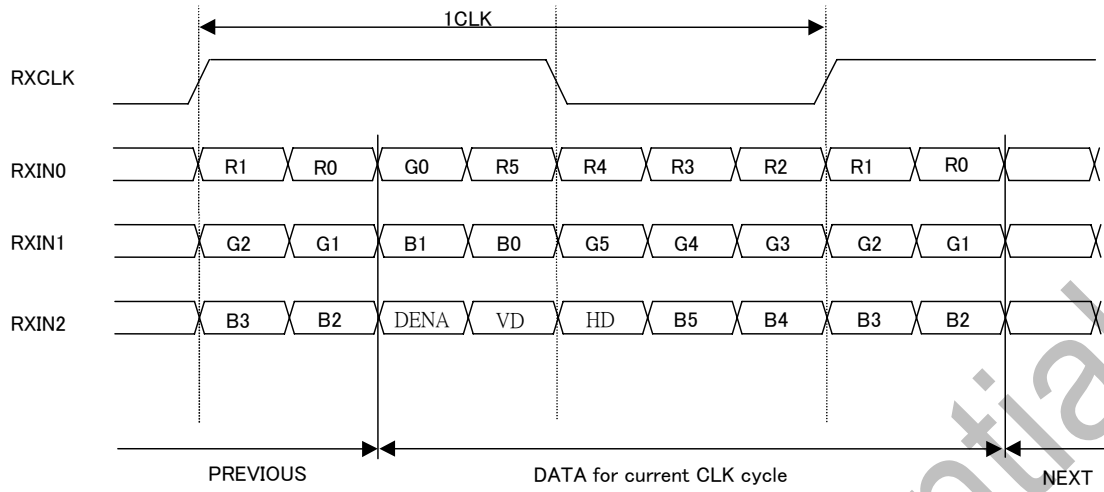 1CLK
RXCLK
RXIN0 R1 R0 G0 R5 R4 R3 R2 R1 R0
RXIN1 G2 G1 B1 B0 G5 G4 G3 G2 G1
RXIN2 B3 B2 DENA VD HD B5 B4 B3 B2
PREVIOUS DATA for current CLK cycle NEXT